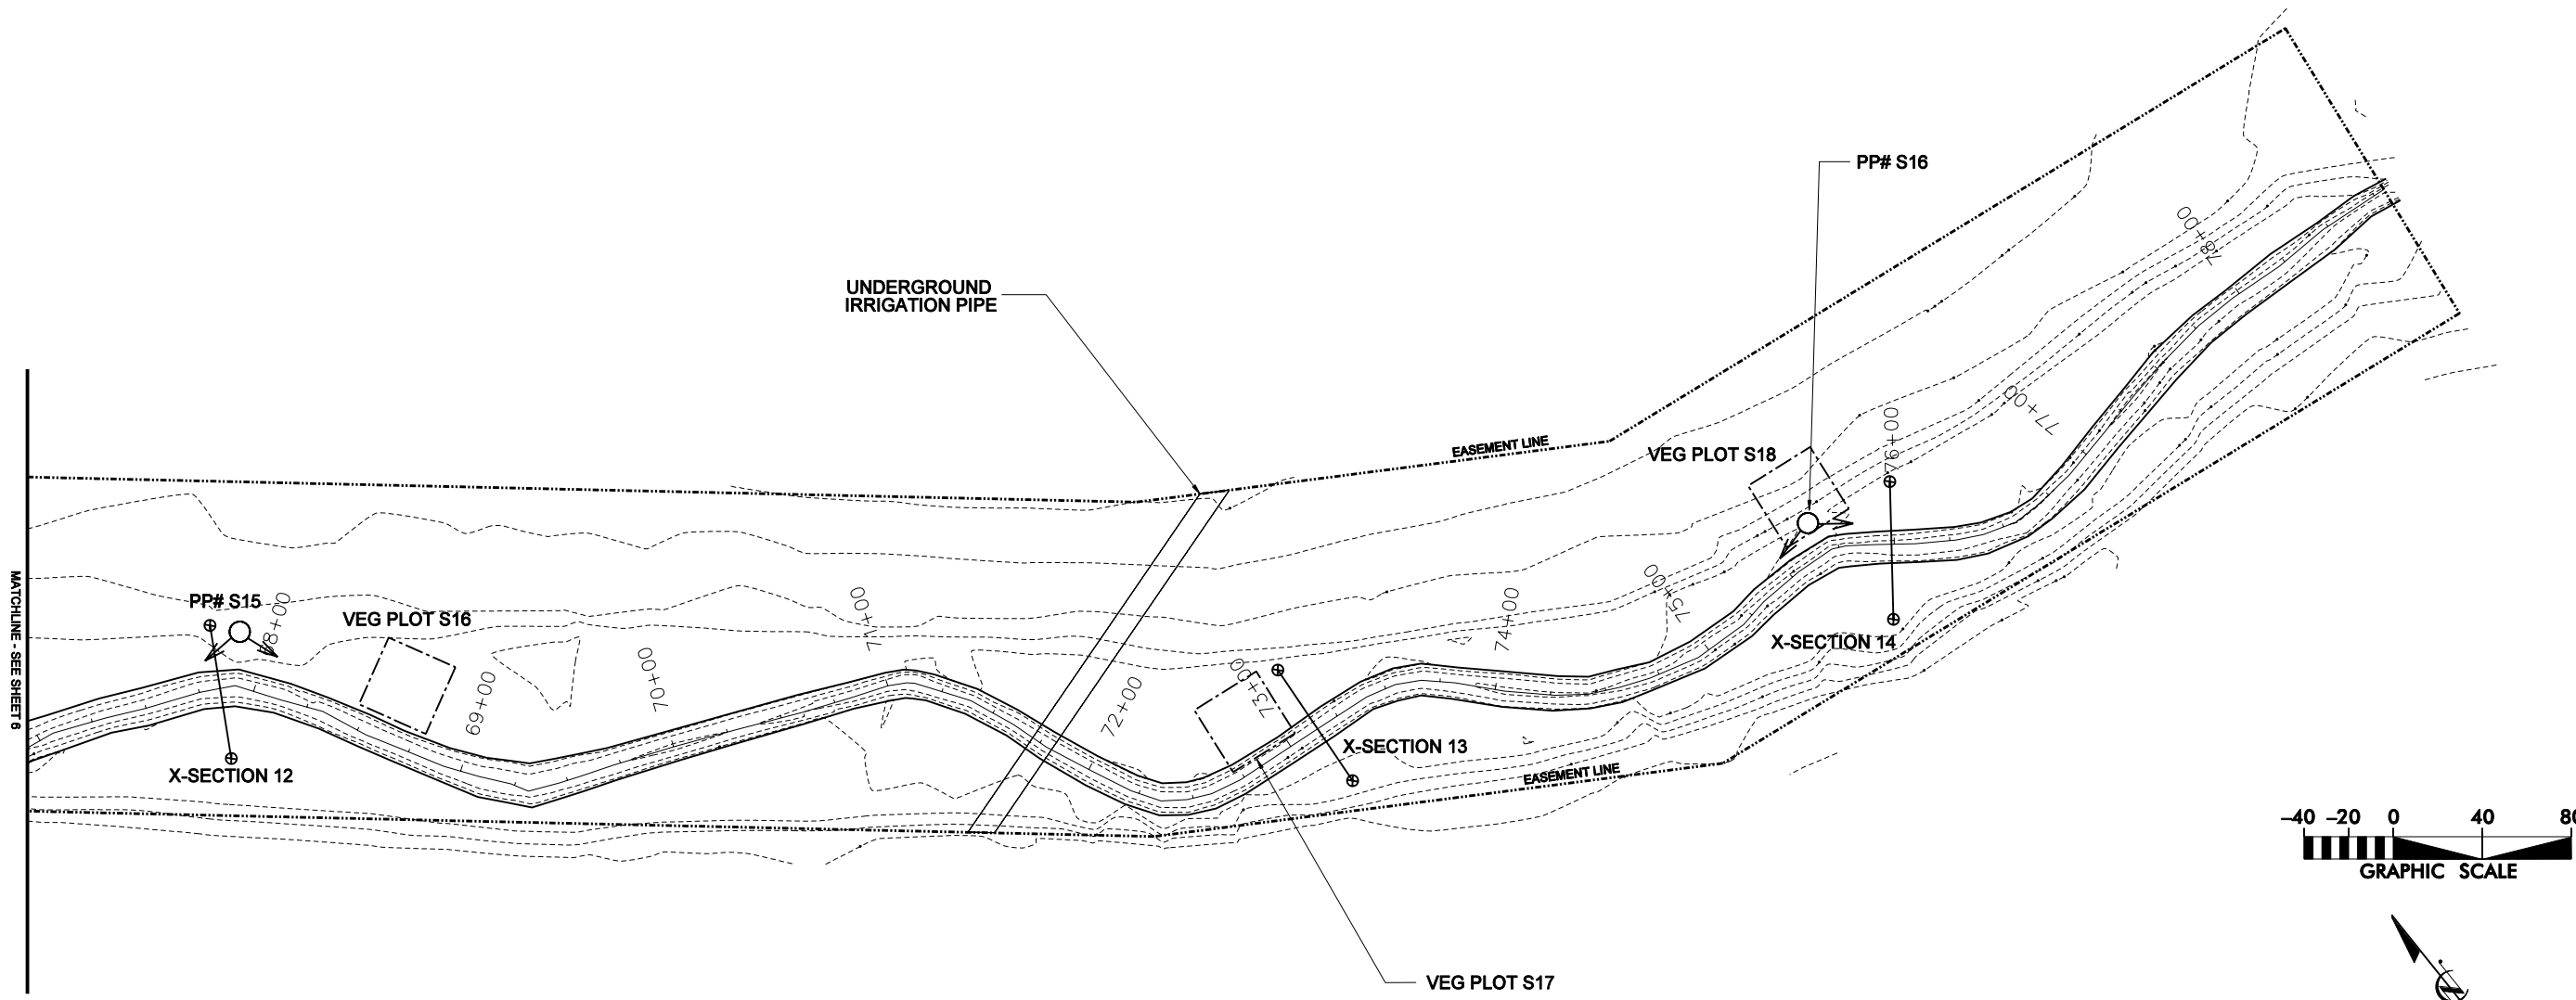 PP# S16
UNDERGROUND
IRRIGATION PIPE
EASEMENT LINE
VEG PLOT S18
MATCHLINE - SEE SHEET 6
PP# S15
68+00
VEG PLOT S16
69+00
70+00
71+00
72+00
73+00
74+00
75+00
76+00
77+00
78+00
X-SECTION 12
X-SECTION 13
X-SECTION 14
EASEMENT LINE
VEG PLOT S17
-40 -20 0 40 80
GRAPHIC SCALE
N